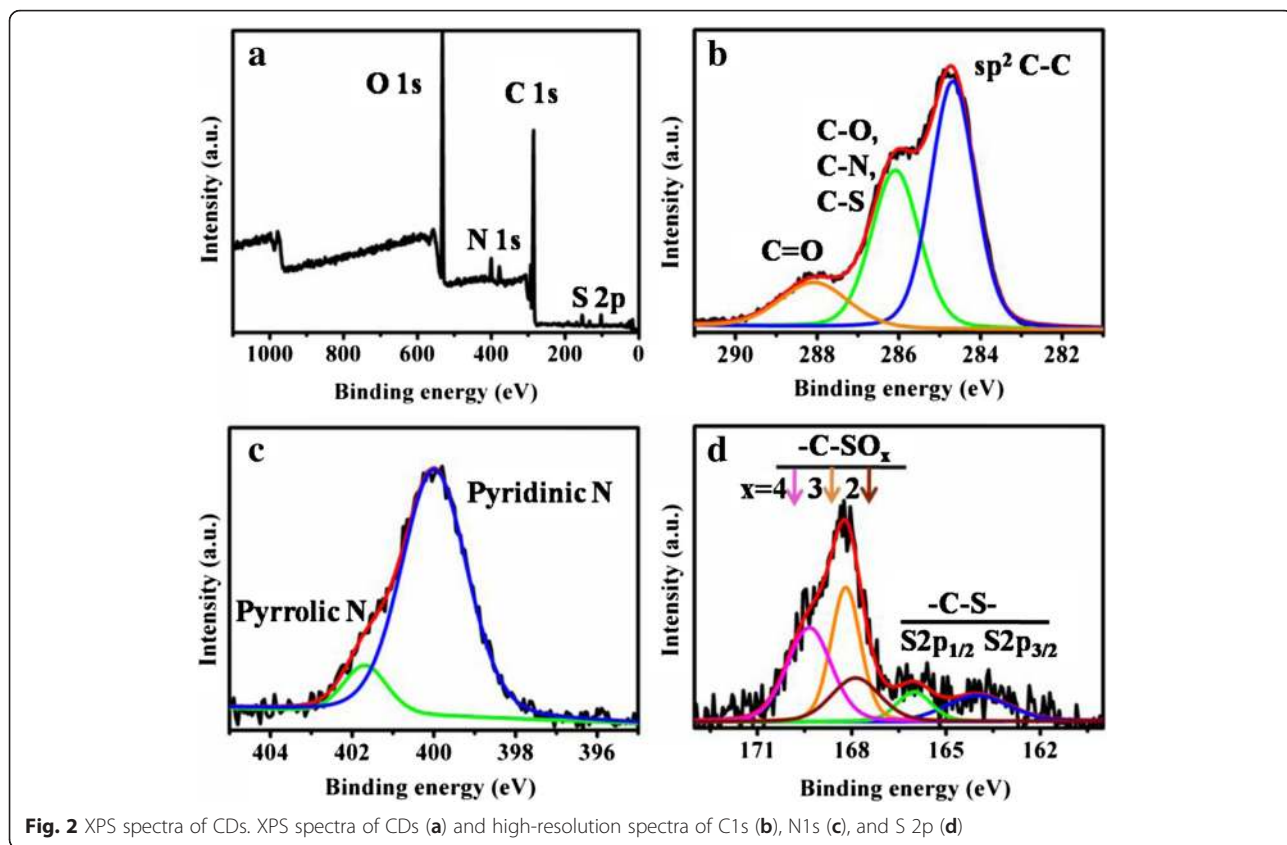 a
O 1s
C 1s
N 1s
S 2p
Intensity (a.u.)
1000 800 600 400 200 0
Binding energy (eV)
b
sp² C-C
C-O,
C-N,
C-S
C=O
Intensity (a.u.)
290 288 286 284 282
Binding energy (eV)
c
Pyridinic N
Pyrrolic N
Intensity (a.u.)
404 402 400 398 396
Binding energy (eV)
d
-C-SOₓ
x=4 3 2
-C-S-
S2p₁/₂ S2p₃/₂
Intensity (a.u.)
171 168 165 162
Binding energy (eV)
Fig. 2 XPS spectra of CDs. XPS spectra of CDs (a) and high-resolution spectra of C1s (b), N1s (c), and S 2p (d)